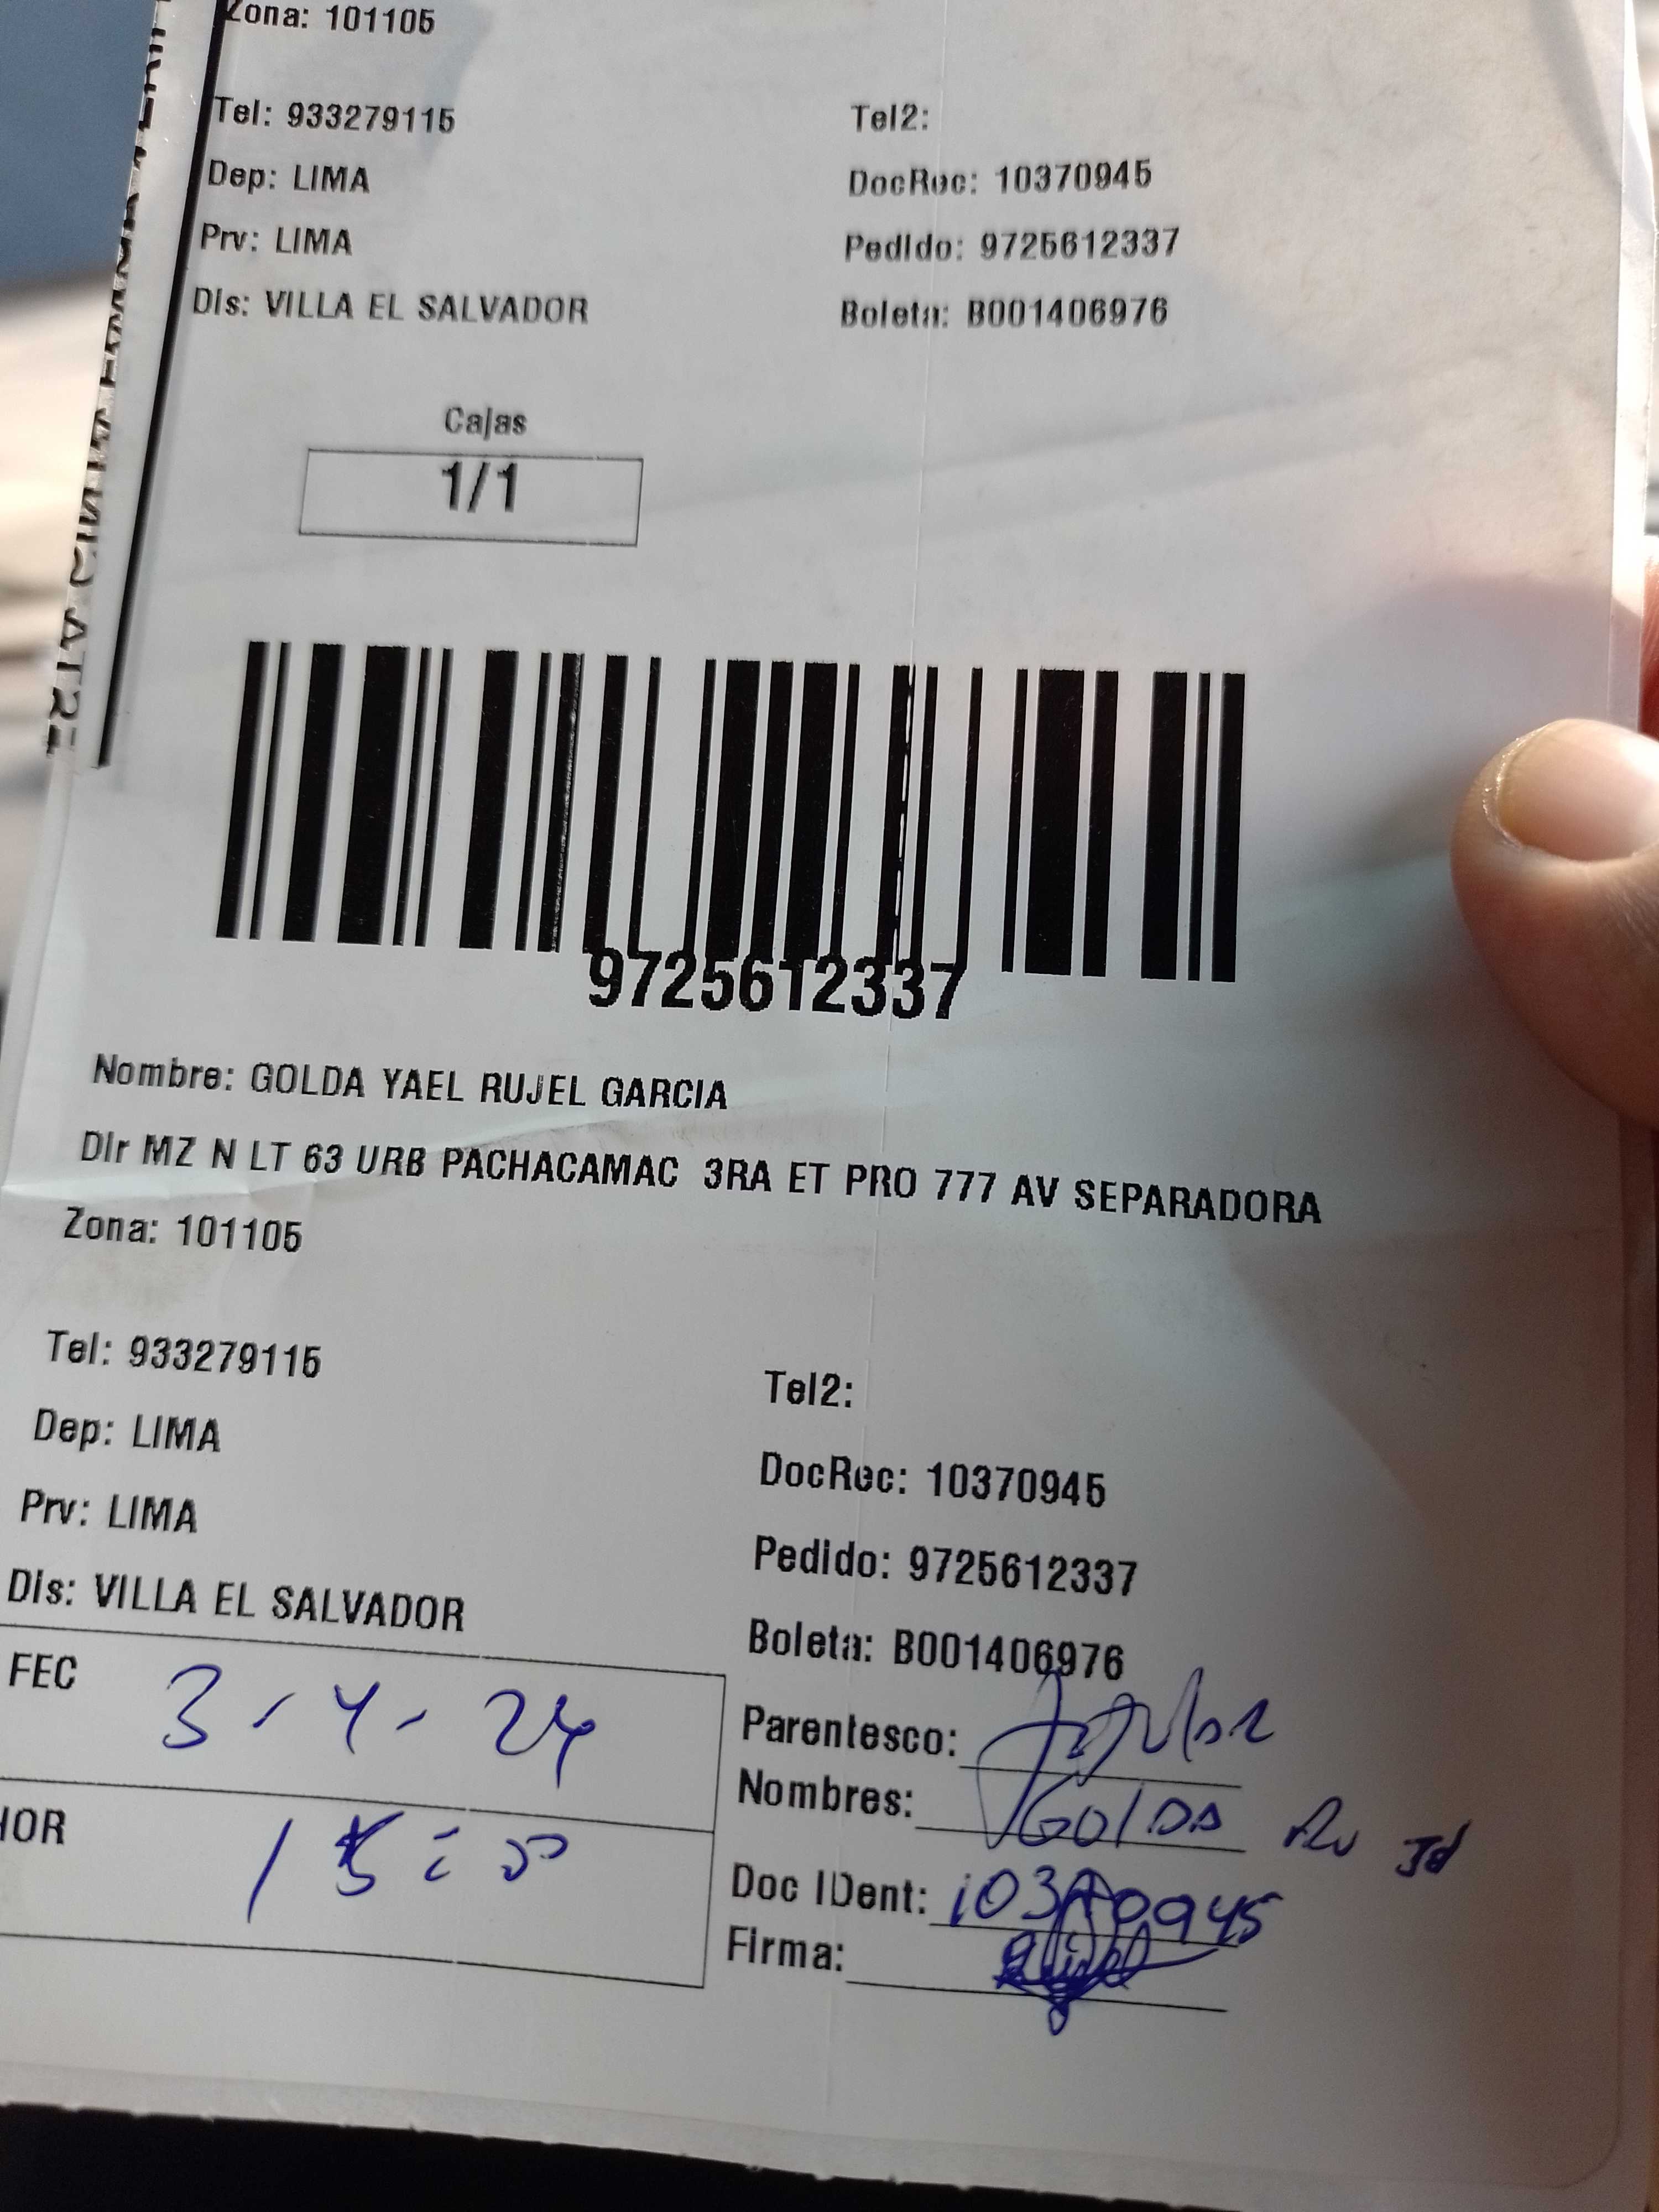 Zona: 101105
Tel: 933279115
Tel2:
Dep: LIMA
DocRec: 10370945
Prv: LIMA
Pedido: 9725612337
Dis: VILLA EL SALVADOR
Boleta: B001406976
Cajas
1/1
9725612337
Nombre: GOLDA YAEL RUJEL GARCIA
Dir MZ N LT 63 URB PACHACAMAC 3RA ET PRO 777 AV SEPARADORA
Zona: 101105
Tel: 933279115
Tel2:
Dep: LIMA
DocRec: 10370945
Prv: LIMA
Pedido: 9725612337
Dis: VILLA EL SALVADOR
Boleta: B001406976
FEC 3-4-24
Parentesco:
Nombres: Golda
HOR
Doc IDent: 10370945
Firma: